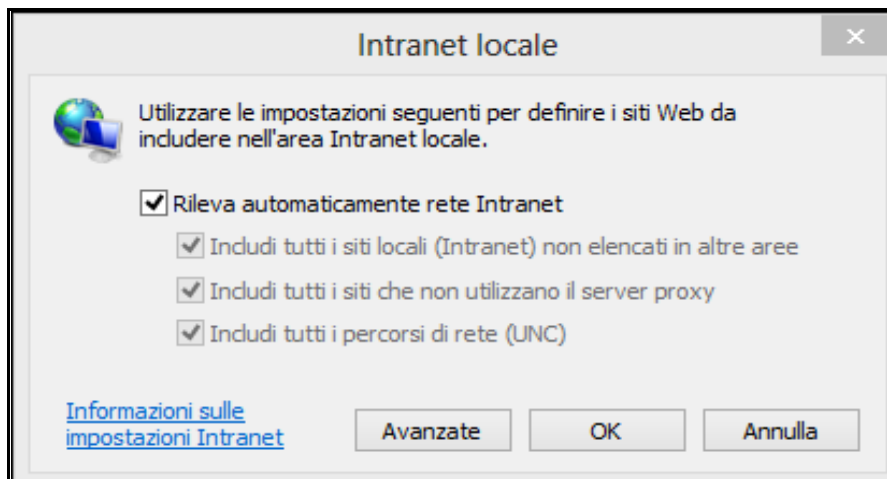 Intranet locale
Utilizzare le impostazioni seguenti per definire i siti Web da
includere nell'area Intranet locale.
Rileva automaticamente rete Intranet
Includi tutti i siti locali (Intranet) non elencati in altre aree
Includi tutti i siti che non utilizzano il server proxy
Includi tutti i percorsi di rete (UNC)
Informazioni sulle
impostazioni Intranet
Avanzate
OK
Annulla